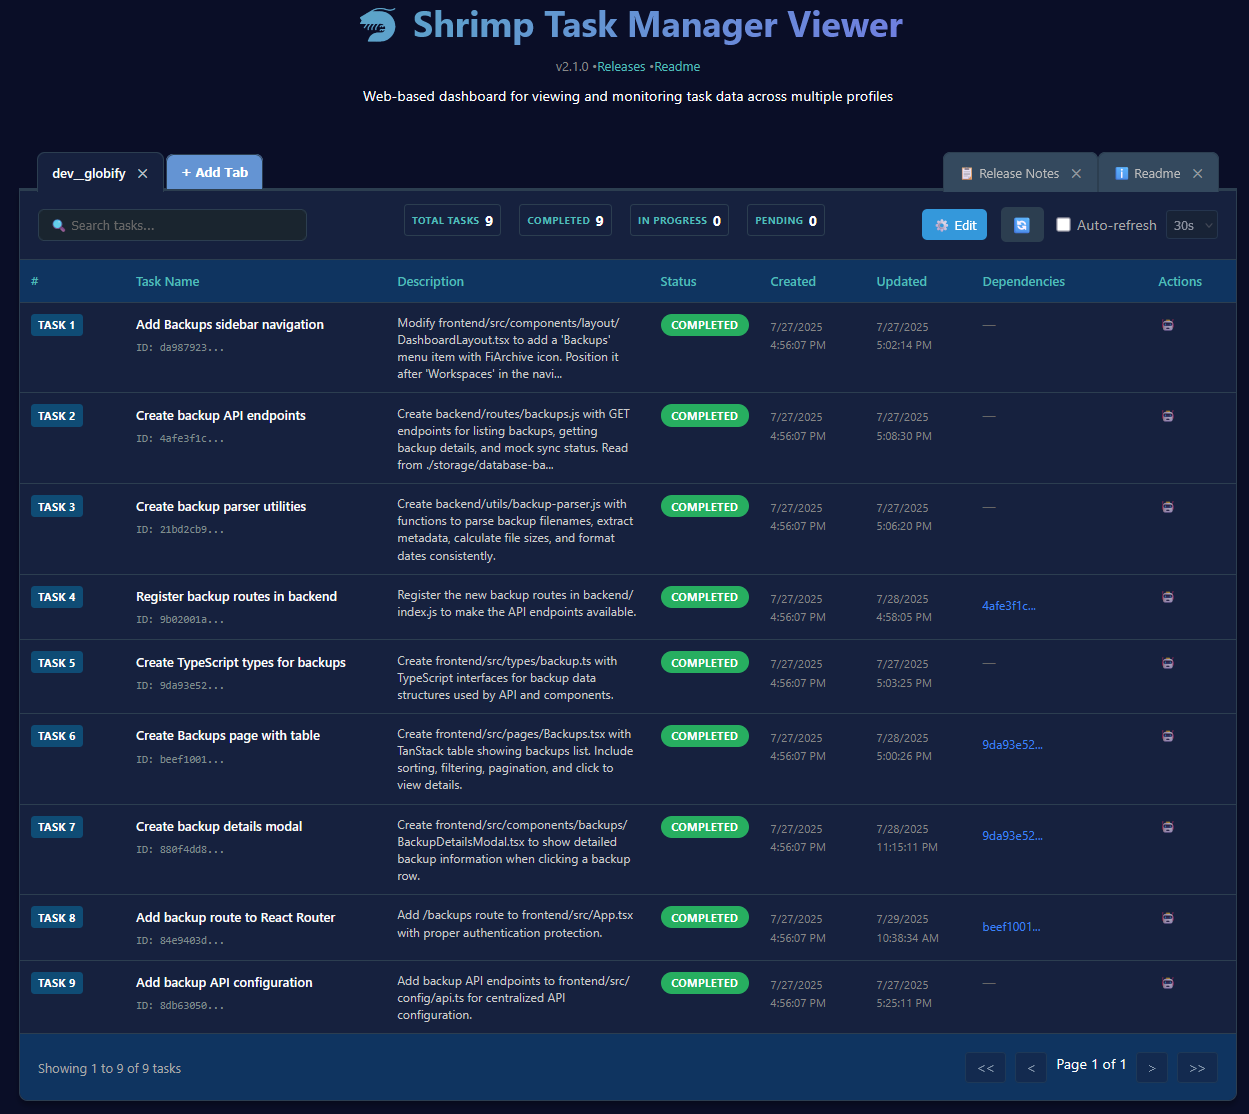 Shrimp Task Manager Viewer
v2.1.0 •Releases •Readme
Web-based dashboard for viewing and monitoring task data across multiple profiles
dev__globify ✕ + Add Tab Release Notes ✕ Readme ✕
Search tasks... TOTAL TASKS 9 COMPLETED 9 IN PROGRESS 0 PENDING 0 Edit Auto-refresh 30s
# Task Name Description Status Created Updated Dependencies Actions
TASK 1
Add Backups sidebar navigation
ID: da987923...
Modify frontend/src/components/layout/
DashboardLayout.tsx to add a 'Backups'
menu item with FiArchive icon. Position it
after 'Workspaces' in the navi...
COMPLETED
7/27/2025
4:56:07 PM
7/27/2025
5:02:14 PM
—
TASK 2
Create backup API endpoints
ID: 4afe3f1c...
Create backend/routes/backups.js with GET
endpoints for listing backups, getting
backup details, and mock sync status. Read
from ./storage/database-ba...
COMPLETED
7/27/2025
4:56:07 PM
7/27/2025
5:08:30 PM
—
TASK 3
Create backup parser utilities
ID: 21bd2cb9...
Create backend/utils/backup-parser.js with
functions to parse backup filenames, extract
metadata, calculate file sizes, and format
dates consistently.
COMPLETED
7/27/2025
4:56:07 PM
7/27/2025
5:06:20 PM
—
TASK 4
Register backup routes in backend
ID: 9b02001a...
Register the new backup routes in backend/
index.js to make the API endpoints available.
COMPLETED
7/27/2025
4:56:07 PM
7/28/2025
4:58:05 PM
4afe3f1c...
TASK 5
Create TypeScript types for backups
ID: 9da93e52...
Create frontend/src/types/backup.ts with
TypeScript interfaces for backup data
structures used by API and components.
COMPLETED
7/27/2025
4:56:07 PM
7/27/2025
5:03:25 PM
—
TASK 6
Create Backups page with table
ID: beef1001...
Create frontend/src/pages/Backups.tsx with
TanStack table showing backups list. Include
sorting, filtering, pagination, and click to
view details.
COMPLETED
7/27/2025
4:56:07 PM
7/28/2025
5:00:26 PM
9da93e52...
TASK 7
Create backup details modal
ID: 880f4dd8...
Create frontend/src/components/backups/
BackupDetailsModal.tsx to show detailed
backup information when clicking a backup
row.
COMPLETED
7/27/2025
4:56:07 PM
7/28/2025
11:15:11 PM
9da93e52...
TASK 8
Add backup route to React Router
ID: 84e9403d...
Add /backups route to frontend/src/App.tsx
with proper authentication protection.
COMPLETED
7/27/2025
4:56:07 PM
7/29/2025
10:38:34 AM
beef1001...
TASK 9
Add backup API configuration
ID: 8db63050...
Add backup API endpoints to frontend/src/
config/api.ts for centralized API
configuration.
COMPLETED
7/27/2025
4:56:07 PM
7/27/2025
5:25:11 PM
—
Showing 1 to 9 of 9 tasks << < Page 1 of 1 > >>